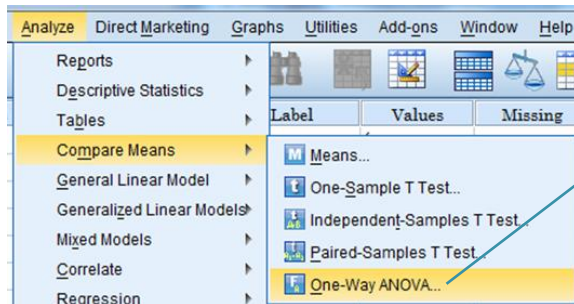 Analyze Direct Marketing Graphs Utilities Add-ons Window Help
Reports
Descriptive Statistics
Tables
Label Values Missing
Compare Means
Means...
General Linear Model
One-Sample T Test...
Generalized Linear Models
Independent-Samples T Test...
Mixed Models
Paired-Samples T Test...
Correlate
One-Way ANOVA...
Regression